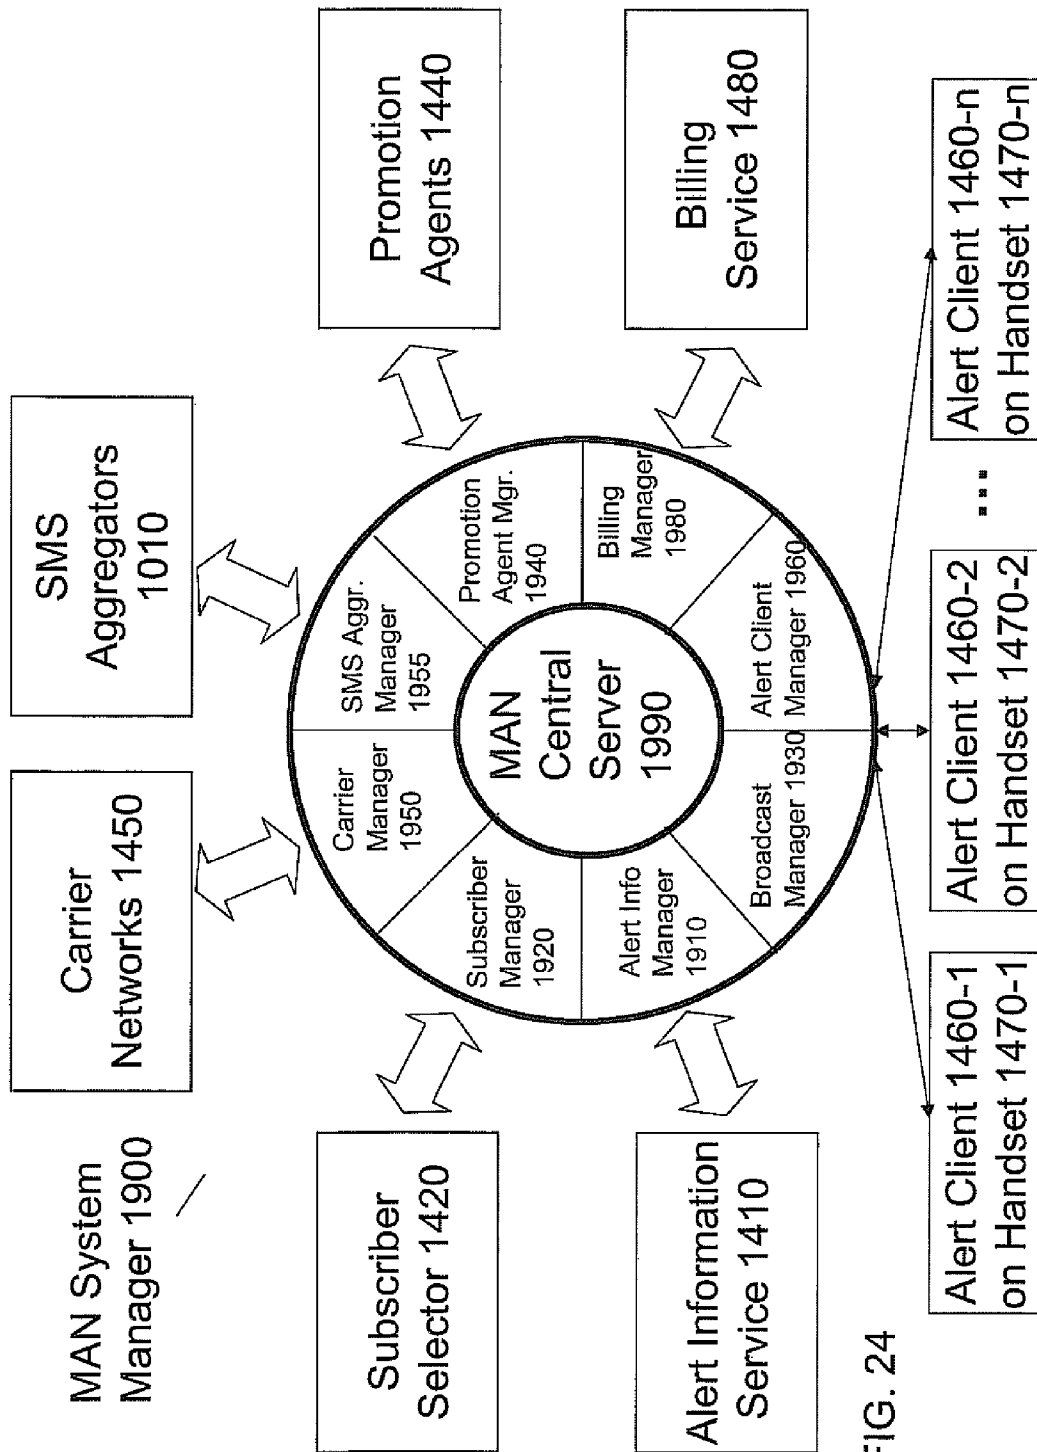 MAN System
Manager 1900
Carrier
Networks 1450
SMS
Aggregators
1010
Subscriber
Selector 1420
Promotion
Agents 1440
Alert Information
Service 1410
Billing
Service 1480
Carrier
Manager
1950
SMS Aggr.
Manager
1955
Subscriber
Manager
1920
Promotion
Agent Mgr.
1940
MAN
Central
Server
1990
Alert Info
Manager
1910
Billing
Manager
1980
Broadcast
Manager 1930
Alert Client
Manager 1960
Alert Client 1460-1
on Handset 1470-1
Alert Client 1460-2
on Handset 1470-2
...
Alert Client 1460-n
on Handset 1470-n
FIG. 24